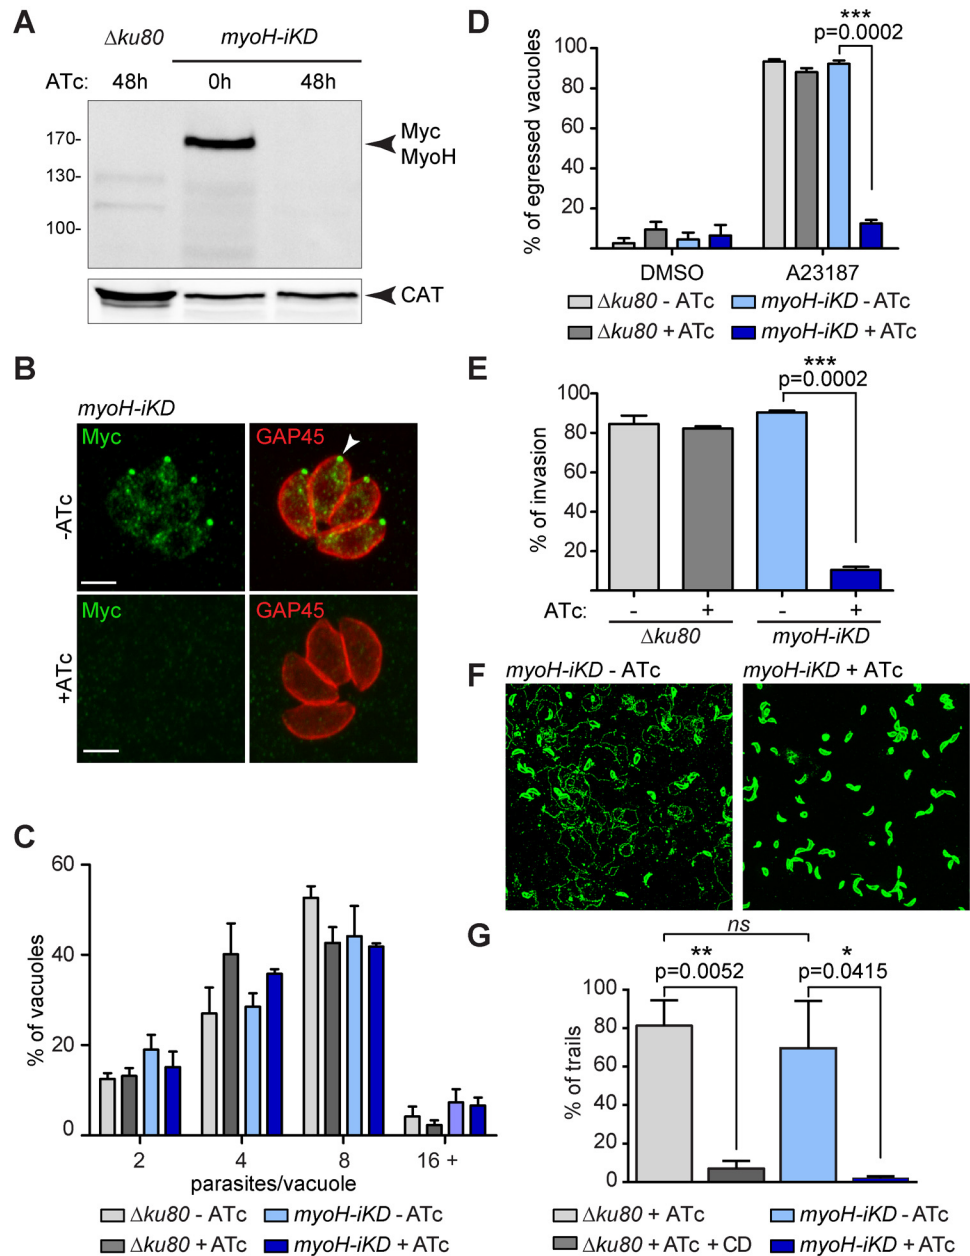 A
Δku80 myoH-iKD
ATc: 48h 0h 48h
170-
130-
100-
Myc
MyoH
CAT
B
myoH-iKD
Myc GAP45
-ATc
Myc GAP45
+ATc
C
60
40
20
0
% of vacuoles
2 4 8 16 +
parasites/vacuole
Δku80 - ATc myoH-iKD - ATc
Δku80 + ATc myoH-iKD + ATc
D
***
p=0.0002
100
80
60
40
20
% of egressed vacuoles
DMSO A23187
Δku80 - ATc myoH-iKD - ATc
Δku80 + ATc myoH-iKD + ATc
E
***
p=0.0002
100
80
60
40
20
% of invasion
ATc: - + - +
Δku80 myoH-iKD
F
myoH-iKD - ATc myoH-iKD + ATc
G
ns
** *
p=0.0052 p=0.0415
100
80
60
40
20
0
% of trails
Δku80 + ATc myoH-iKD - ATc
Δku80 + ATc + CD myoH-iKD + ATc